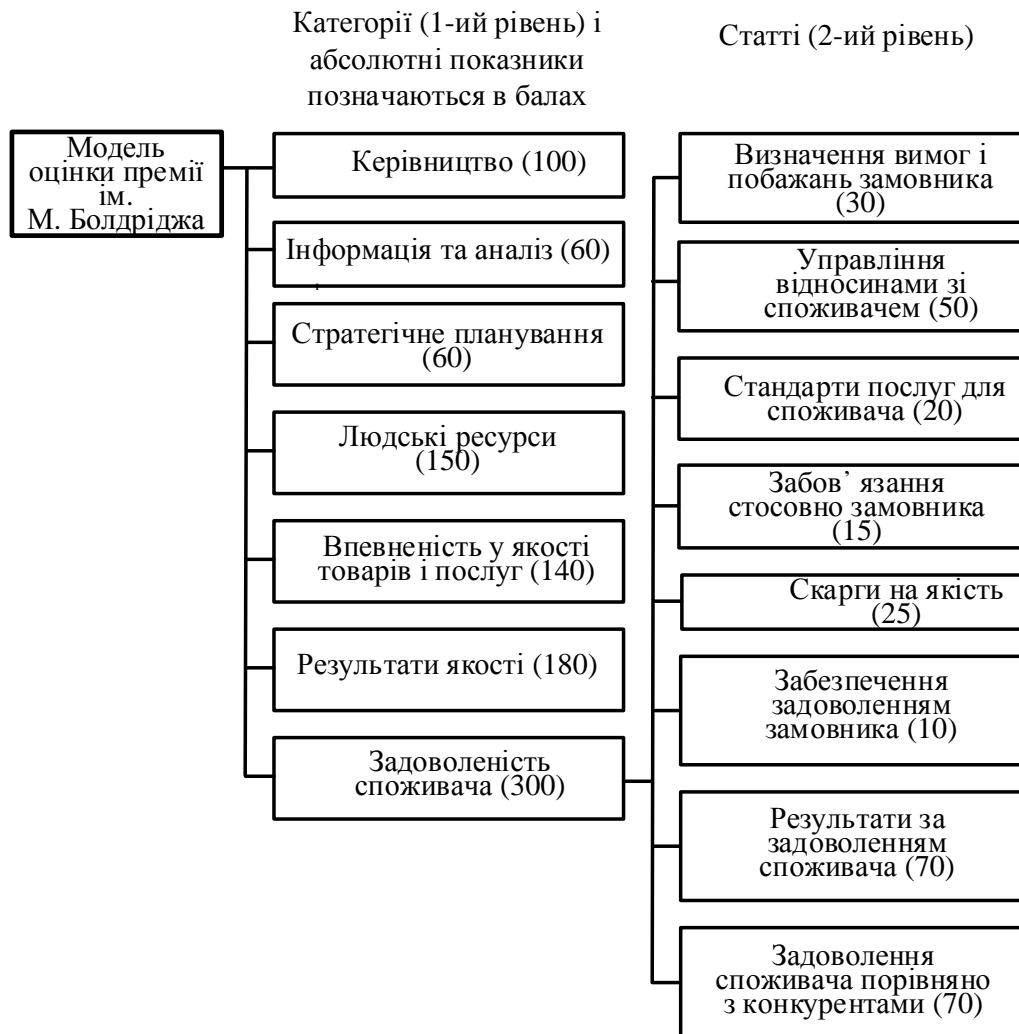 Категорії (1-ий рівень) і
абсолютні показники
позначаються в балах
Статті (2-ий рівень)
Модель
оцінки премії
ім.
М. Болдріджа
Керівництво (100)
Інформація та аналіз (60)
Стратегічне планування
(60)
Людські ресурси
(150)
Впевненість у якості
товарів і послуг (140)
Результати якості (180)
Задоволеність
споживача (300)
Визначення вимог і
побажань замовника
(30)
Управління
відносинами зі
споживачем (50)
Стандарти послуг для
споживача (20)
Забов’ язання
стосовно замовника
(15)
Скарги на якість
(25)
Забезпечення
задоволенням
замовника (10)
Результати за
задоволенням
споживача (70)
Задоволення
споживача порівняно
з конкурентами (70)